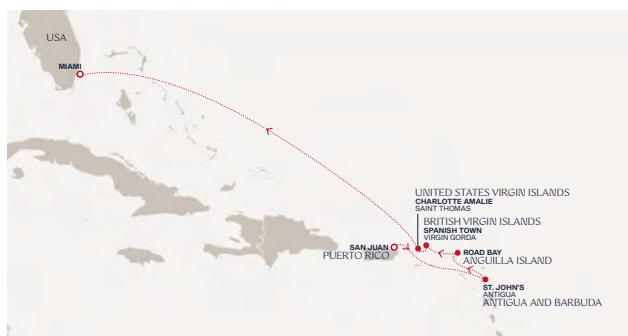 USA
MIAMI
UNITED STATES VIRGIN ISLANDS
CHARLOTTE AMALIE
SAINT THOMAS
BRITISH VIRGIN ISLANDS
SPANISH TOWN
VIRGIN GORDA
SAN JUAN
PUERTO RICO
ROAD BAY
ANGUILLA ISLAND
ST. JOHN'S
ANTIGUA
ANTIGUA AND BARBUDA